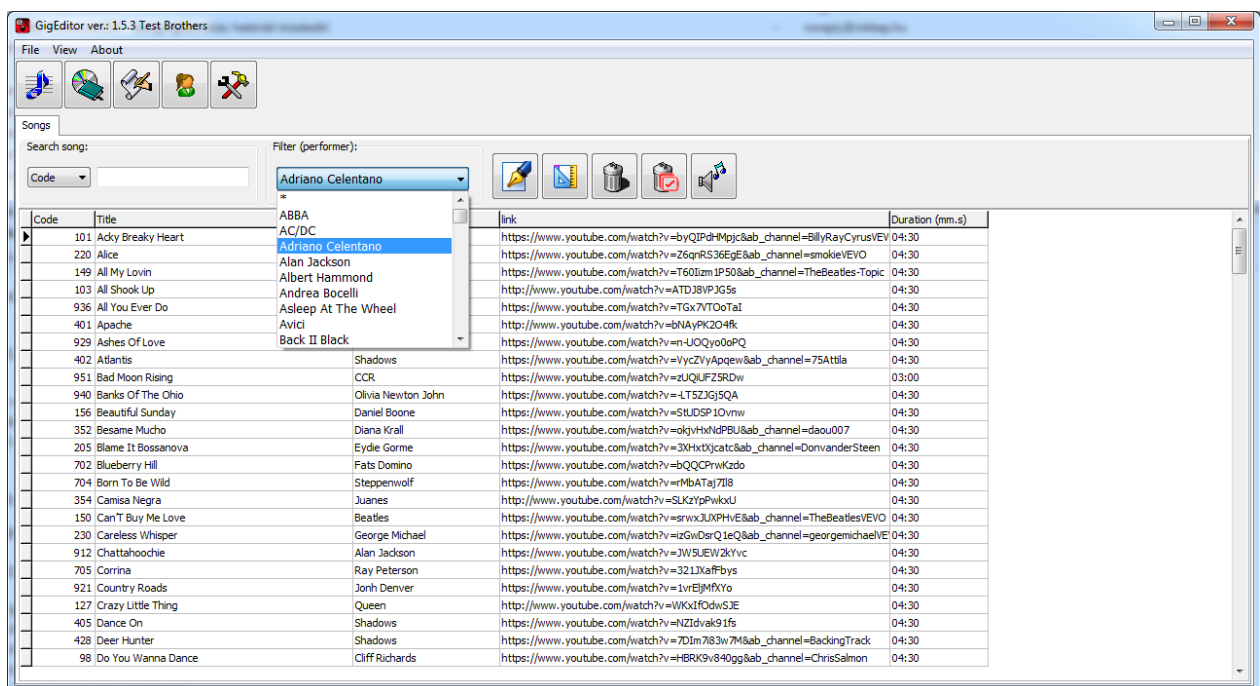 GigEditor ver.: 1.5.3 Test Brothers
File View About
Songs
Search song: Filter (performer):
Code Adriano Celentano
*
ABBA
AC/DC
Adriano Celentano
Alan Jackson
Albert Hammond
Andrea Bocelli
Asleep At The Wheel
Avici
Back II Black
Code Title link Duration (mm.s)
101 Acky Breaky Heart https://www.youtube.com/watch?v=byQIPdHMpjc&ab_channel=BillyRayCyrusVEV 04:30
220 Alice https://www.youtube.com/watch?v=Z6qnRS36EgE&ab_channel=smokieVEVO 04:30
149 All My Lovin https://www.youtube.com/watch?v=T60Iizm1P50&ab_channel=TheBeatles-Topic 04:30
103 All Shook Up http://www.youtube.com/watch?v=ATDJ8VPJG5s 04:30
936 All You Ever Do https://www.youtube.com/watch?v=TGx7VTOoTaI 04:30
401 Apache http://www.youtube.com/watch?v=bNAyPK2O4fk 04:30
929 Ashes Of Love https://www.youtube.com/watch?v=n-UOQyo0oPQ 04:30
402 Atlantis Shadows https://www.youtube.com/watch?v=VycZVyApqew&ab_channel=75Attila 04:30
951 Bad Moon Rising CCR https://www.youtube.com/watch?v=zUQiUFZ5RDw 03:00
940 Banks Of The Ohio Olivia Newton John https://www.youtube.com/watch?v=-LT5ZJGj5QA 04:30
156 Beautiful Sunday Daniel Boone https://www.youtube.com/watch?v=StUDSP1Ovnw 04:30
352 Besame Mucho Diana Krall https://www.youtube.com/watch?v=okjvHxNdPBU&ab_channel=daou007 04:30
205 Blame It Bossanova Eydie Gorme https://www.youtube.com/watch?v=3XHxtXjcatc&ab_channel=DonvanderSteen 04:30
702 Blueberry Hill Fats Domino https://www.youtube.com/watch?v=bQQCPrwKzdo 04:30
704 Born To Be Wild Steppenwolf https://www.youtube.com/watch?v=rMbATaj7Il8 04:30
354 Camisa Negra Juanes http://www.youtube.com/watch?v=SLKzYpPwkxU 04:30
150 Can'T Buy Me Love Beatles https://www.youtube.com/watch?v=srwxJUXPHvE&ab_channel=TheBeatlesVEVO 04:30
230 Careless Whisper George Michael https://www.youtube.com/watch?v=izGwDsrQ1eQ&ab_channel=georgemichaelVE 04:30
912 Chattahoochie Alan Jackson https://www.youtube.com/watch?v=JW5UEW2kYvc 04:30
705 Corrina Ray Peterson https://www.youtube.com/watch?v=321JXafFbys 04:30
921 Country Roads Jonh Denver https://www.youtube.com/watch?v=1vrEljMfXYo 04:30
127 Crazy Little Thing Queen http://www.youtube.com/watch?v=WKxIfOdwSJE 04:30
405 Dance On Shadows https://www.youtube.com/watch?v=NZIdvak91fs 04:30
428 Deer Hunter Shadows https://www.youtube.com/watch?v=7DIm7i83w7M&ab_channel=BackingTrack 04:30
98 Do You Wanna Dance Cliff Richards https://www.youtube.com/watch?v=HBRK9v840gg&ab_channel=ChrisSalmon 04:30